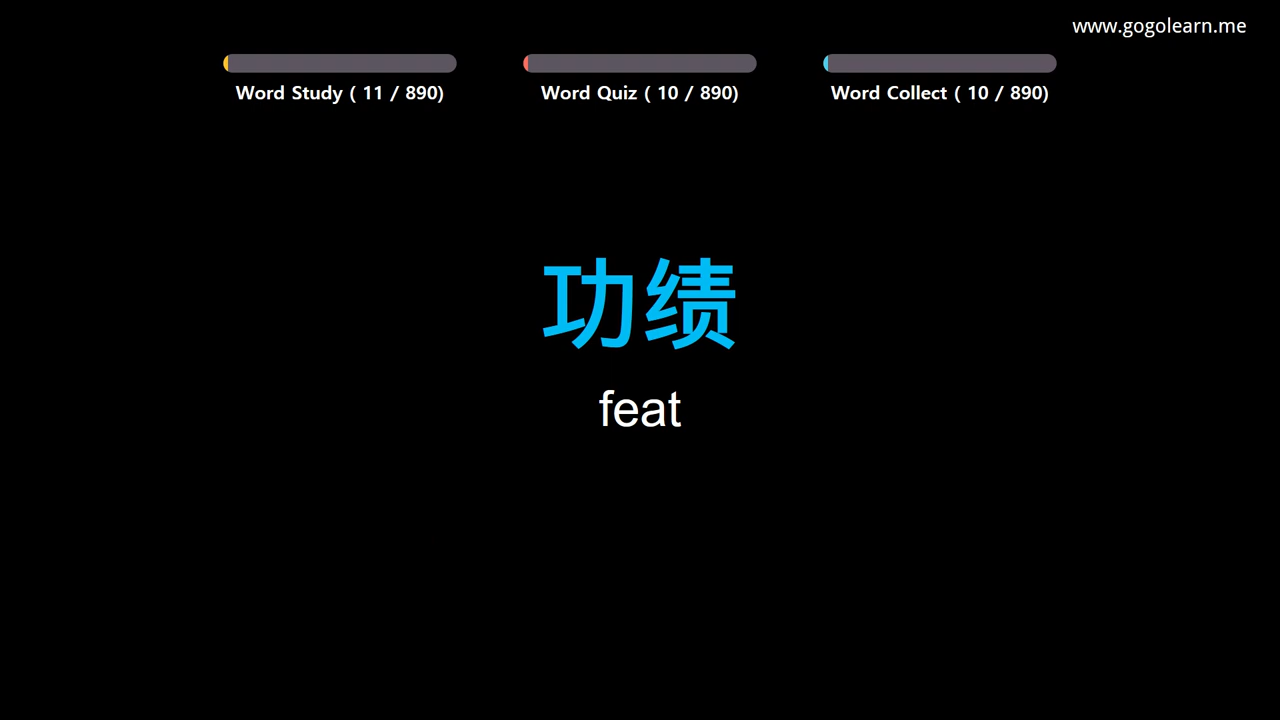 www.gogolearn.me
Word Study ( 11 / 890)
Word Quiz ( 10 / 890)
Word Collect ( 10 / 890)
功绩
feat